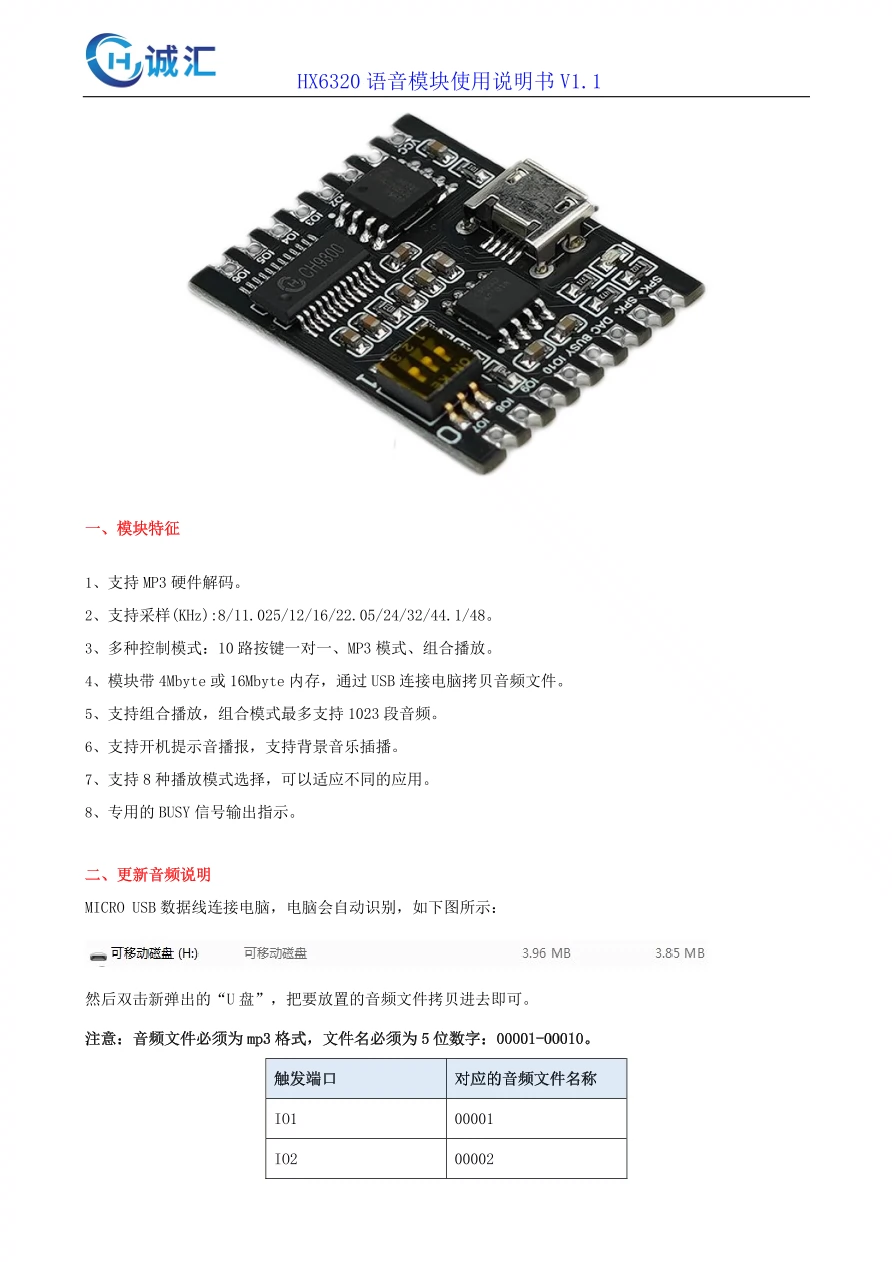 诚汇
HX6320 语音模块使用说明书 V1.1
VCC
IO2
IO3
IO4
IO5
IO6
CH9300
SPK+
SPK-
DAC
BUSY
IO10
IO9
IO8
IO7
1 2 3
ON KE
1
0
一、模块特征
1、支持 MP3 硬件解码。
2、支持采样(KHz):8/11.025/12/16/22.05/24/32/44.1/48。
3、多种控制模式：10 路按键一对一、MP3 模式、组合播放。
4、模块带 4Mbyte 或 16Mbyte 内存，通过 USB 连接电脑拷贝音频文件。
5、支持组合播放，组合模式最多支持 1023 段音频。
6、支持开机提示音播报，支持背景音乐插播。
7、支持 8 种播放模式选择，可以适应不同的应用。
8、专用的 BUSY 信号输出指示。
二、更新音频说明
MICRO USB 数据线连接电脑，电脑会自动识别，如下图所示：
可移动磁盘 (H:) 可移动磁盘 3.96 MB 3.85 MB
然后双击新弹出的“U 盘”，把要放置的音频文件拷贝进去即可。
注意：音频文件必须为 mp3 格式，文件名必须为 5 位数字：00001-00010。
触发端口 对应的音频文件名称
IO1 00001
IO2 00002